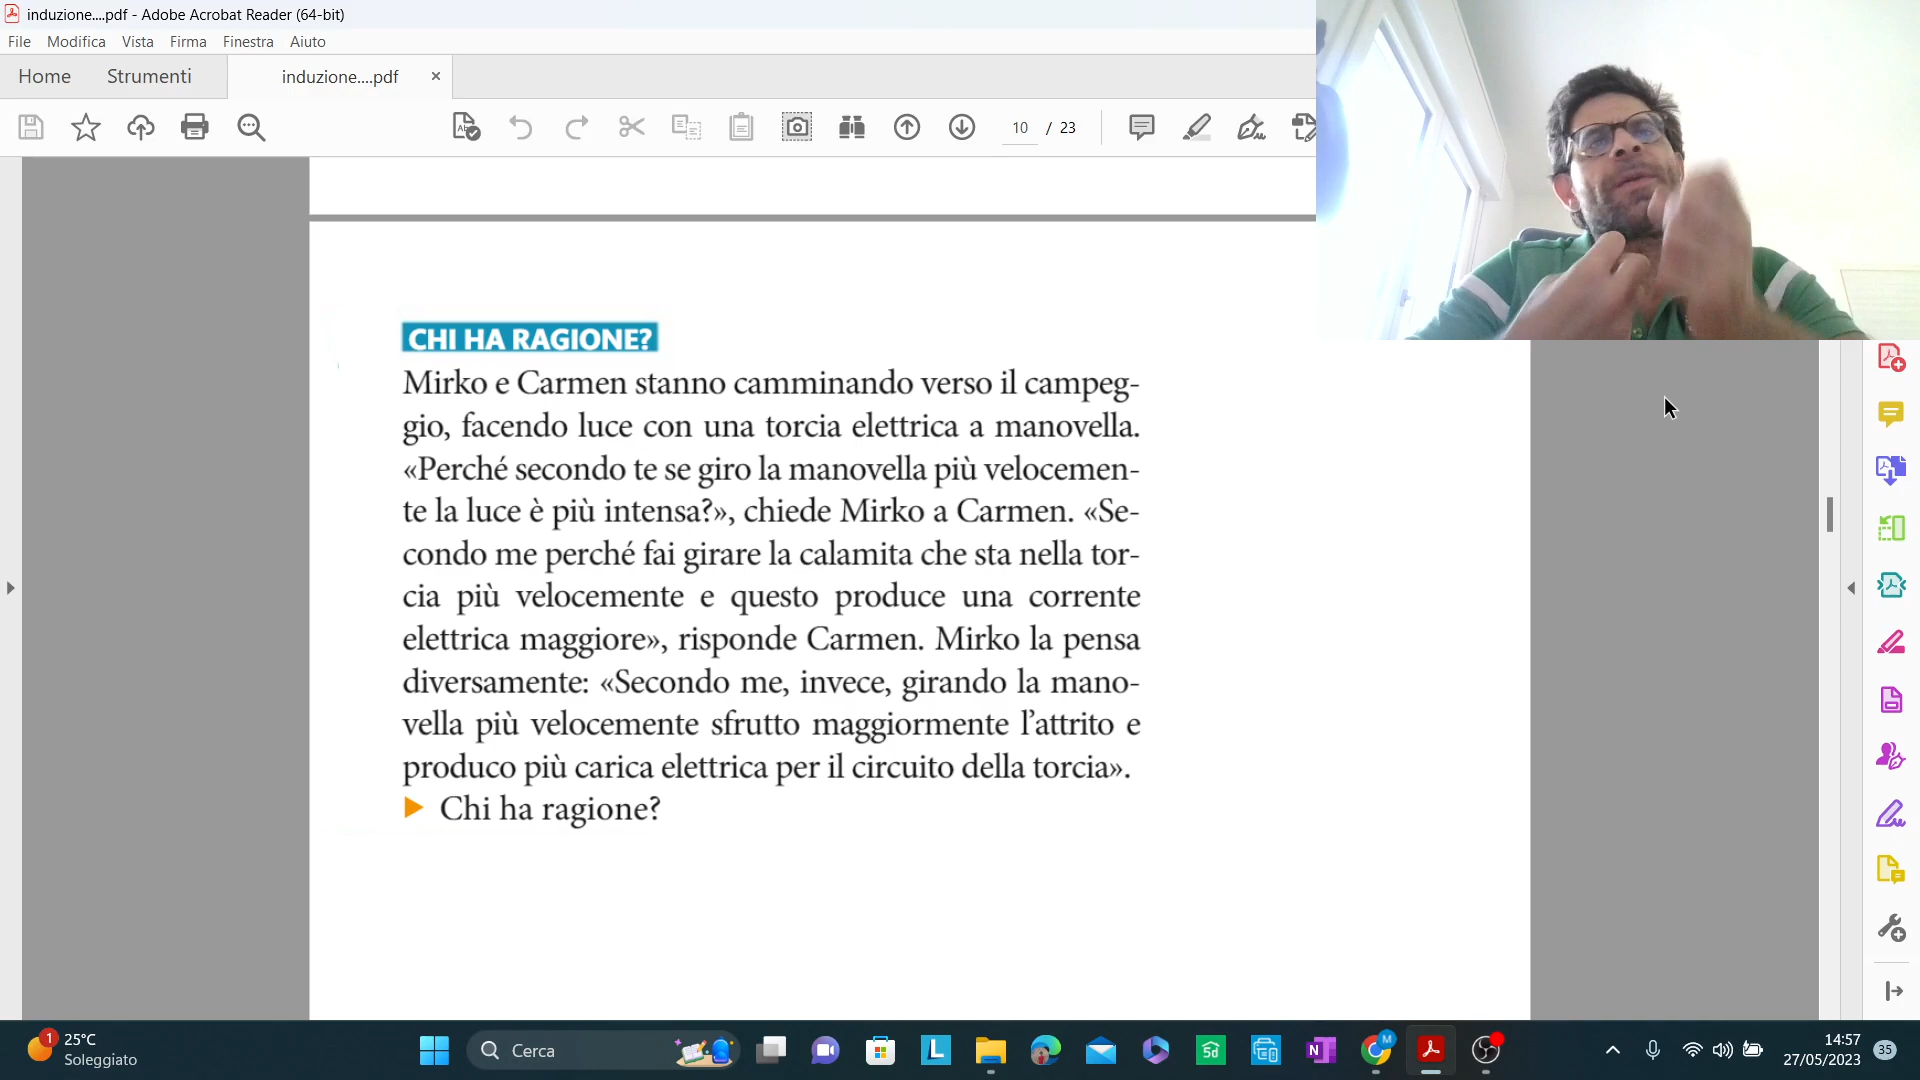 induzione....pdf - Adobe Acrobat Reader (64-bit)
File Modifica Vista Firma Finestra Aiuto
Home Strumenti induzione....pdf ×
10 / 23
CHI HA RAGIONE?
Mirko e Carmen stanno camminando verso il campeg-
gio, facendo luce con una torcia elettrica a manovella.
«Perché secondo te se giro la manovella più velocemen-
te la luce è più intensa?», chiede Mirko a Carmen. «Se-
condo me perché fai girare la calamita che sta nella tor-
cia più velocemente e questo produce una corrente
elettrica maggiore», risponde Carmen. Mirko la pensa
diversamente: «Secondo me, invece, girando la mano-
vella più velocemente sfrutto maggiormente l'attrito e
produco più carica elettrica per il circuito della torcia».
Chi ha ragione?
1
25°C
Soleggiato
Cerca
14:57
27/05/2023
35